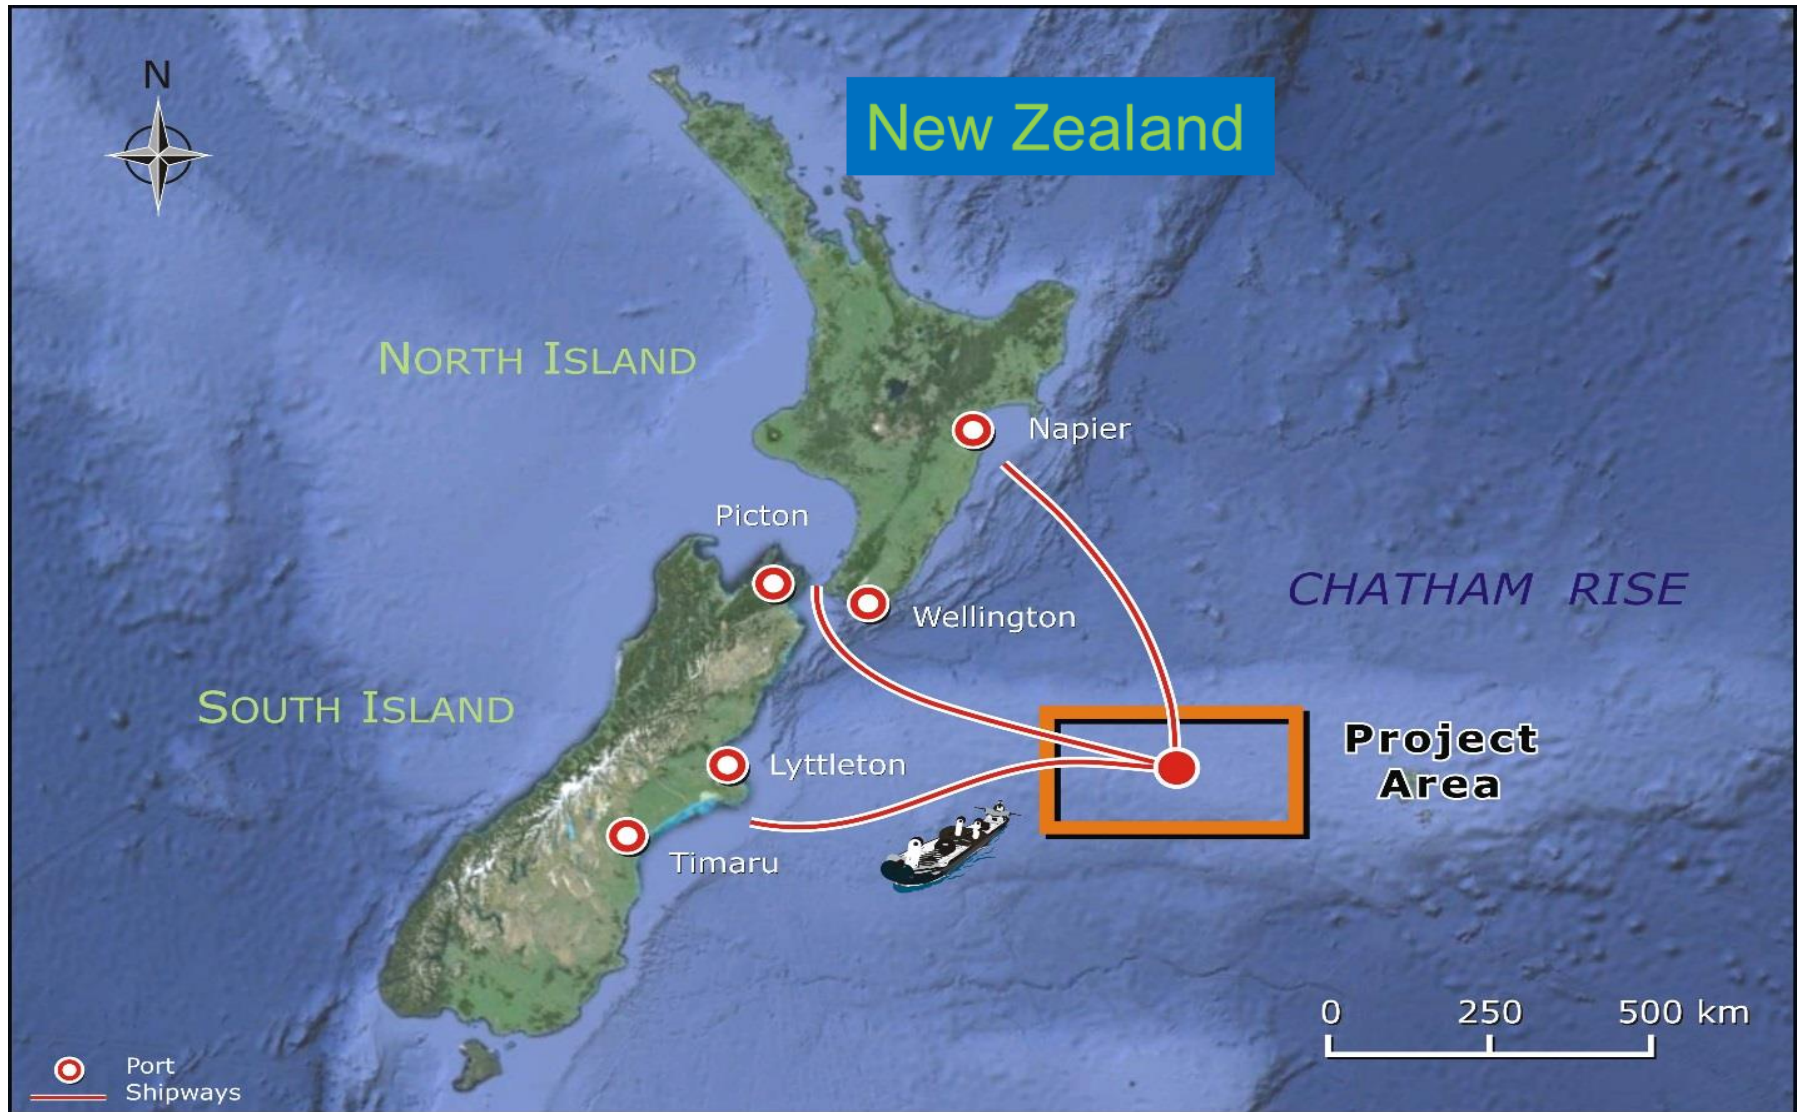 N
New Zealand
NORTH ISLAND
Napier
Picton
CHATHAM RISE
Wellington
SOUTH ISLAND
Project
Area
Lyttleton
Timaru
0 250 500 km
Port
Shipways